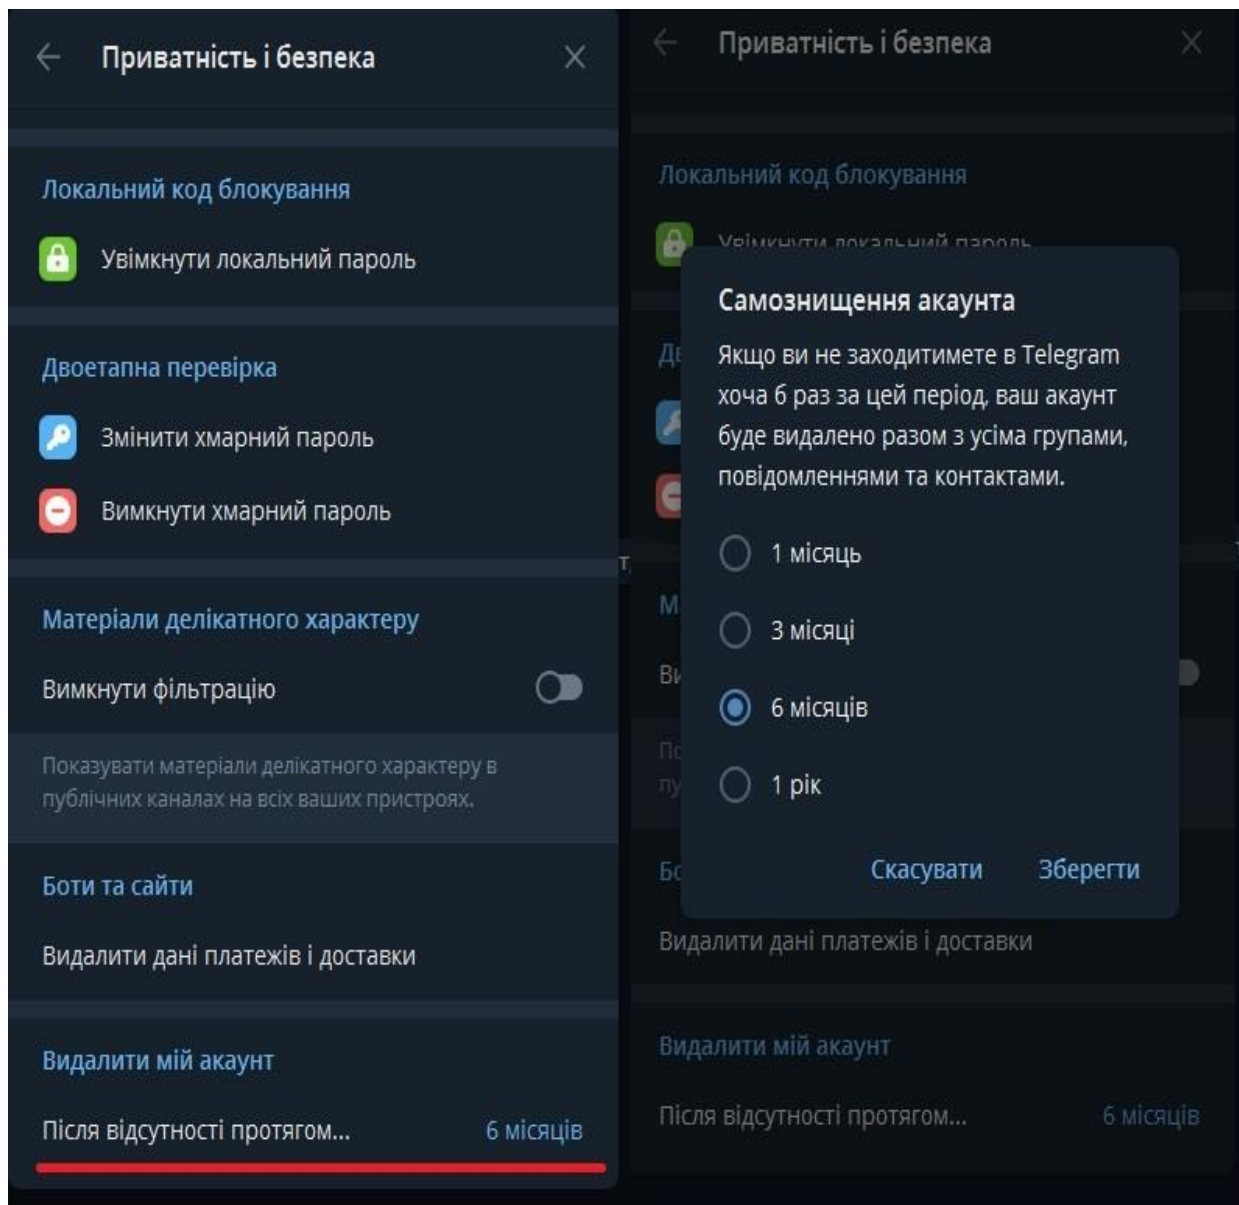 Приватність і безпека
Локальний код блокування
Увімкнути локальний пароль
Двоетапна перевірка
Змінити хмарний пароль
Вимкнути хмарний пароль
Матеріали делікатного характеру
Вимкнути фільтрацію
Показувати матеріали делікатного характеру в
публічних каналах на всіх ваших пристроях.
Боти та сайти
Видалити дані платежів і доставки
Видалити мій акаунт
Після відсутності протягом... 6 місяців
Приватність і безпека
Локальний код блокування
Увімкнути локальний пароль
Самознищення акаунта
Якщо ви не заходитимете в Telegram
хоча б раз за цей період, ваш акаунт
буде видалено разом з усіма групами,
повідомленнями та контактами.
1 місяць
3 місяці
6 місяців
1 рік
Скасувати Зберегти
Видалити дані платежів і доставки
Видалити мій акаунт
Після відсутності протягом... 6 місяців